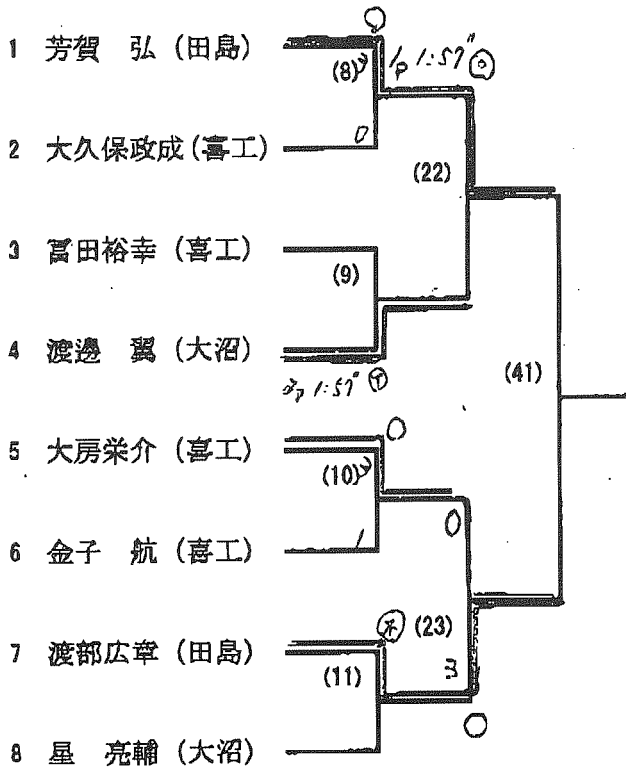 1 芳賀 弘 (田島)
(8)
1p 1:57"
2 大久保政成 (喜工)
0
(22)
3 冨田裕幸 (喜工)
(9)
4 渡邊 翼 (大沼)
1:57"
(41)
5 大房栄介 (喜工)
(10)
6 金子 航 (喜工)
1
0
7 渡部広章 (田島)
(11)
(23)
3
8 星 亮輔 (大沼)